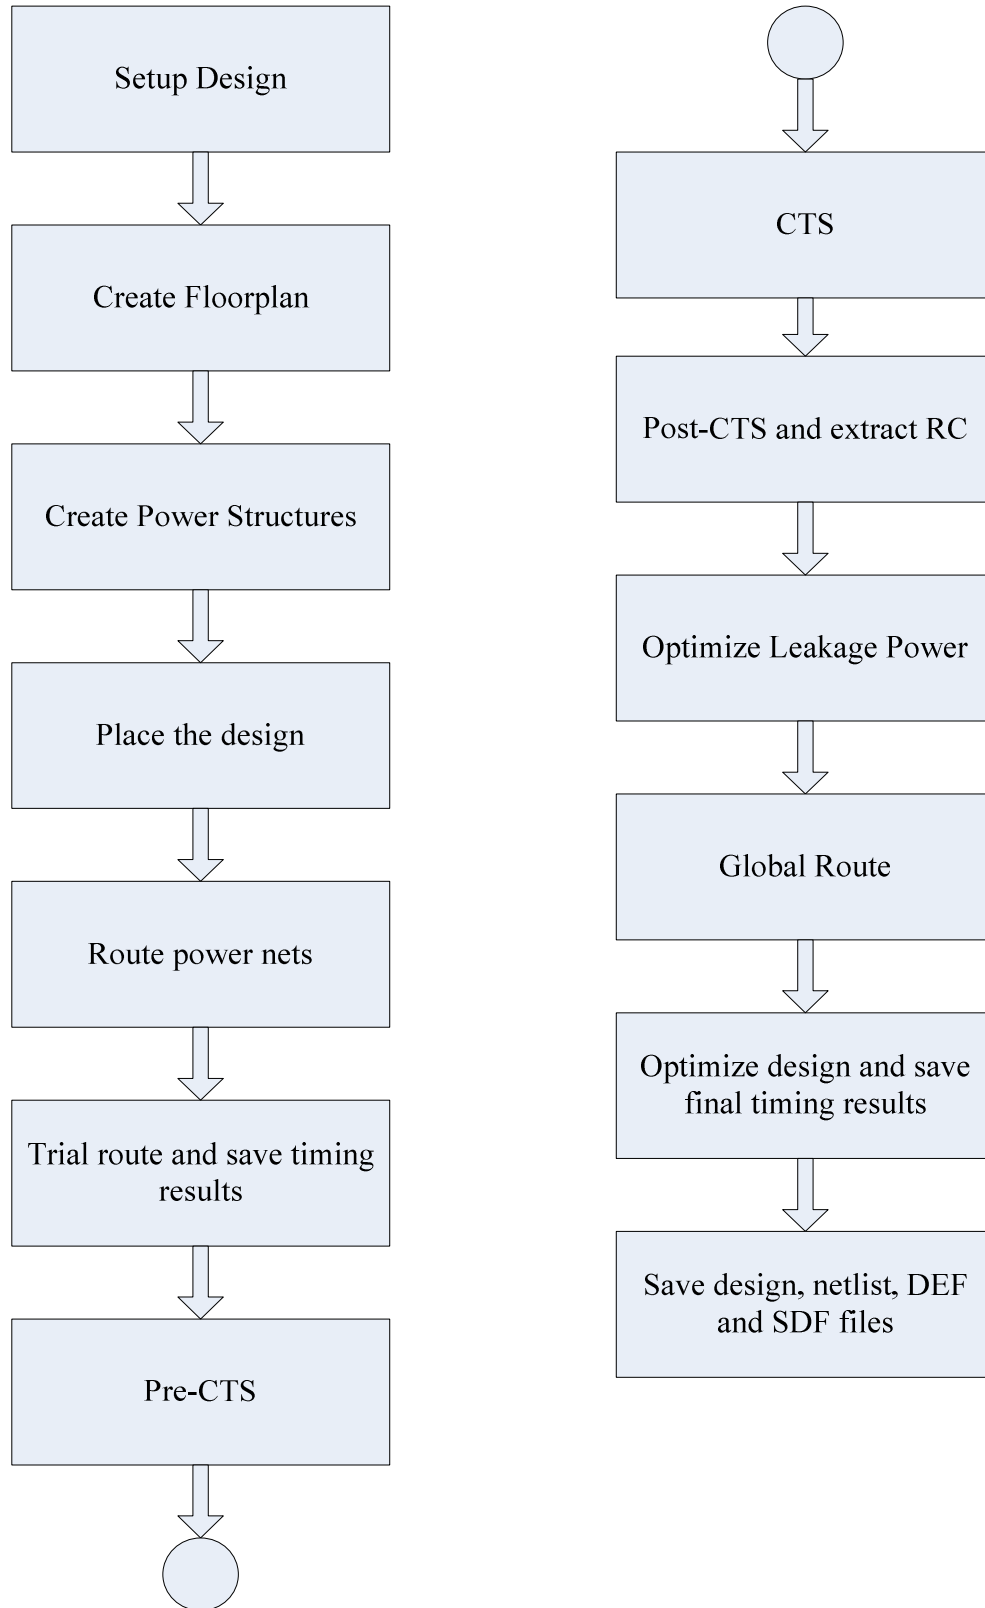 Setup Design
Create Floorplan
Create Power Structures
Place the design
Route power nets
Trial route and save timing
results
Pre-CTS
CTS
Post-CTS and extract RC
Optimize Leakage Power
Global Route
Optimize design and save
final timing results
Save design, netlist, DEF
and SDF files